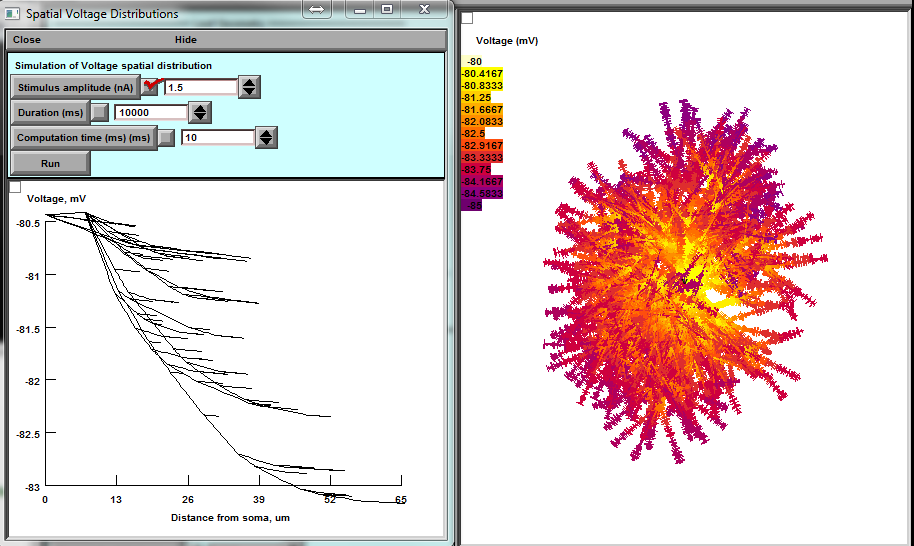 Spatial Voltage Distributions
Close Hide
Simulation of Voltage spatial distribution
Stimulus amplitude (nA) 1.5
Duration (ms) 10000
Computation time (ms) (ms) 10
Run
Voltage, mV
-80.5
-81
-81.5
-82
-82.5
-83
0 13 26 39 52 65
Distance from soma, um
Voltage (mV)
-80
-80.4167
-80.8333
-81.25
-81.6667
-82.0833
-82.5
-82.9167
-83.3333
-83.75
-84.1667
-84.5833
-85